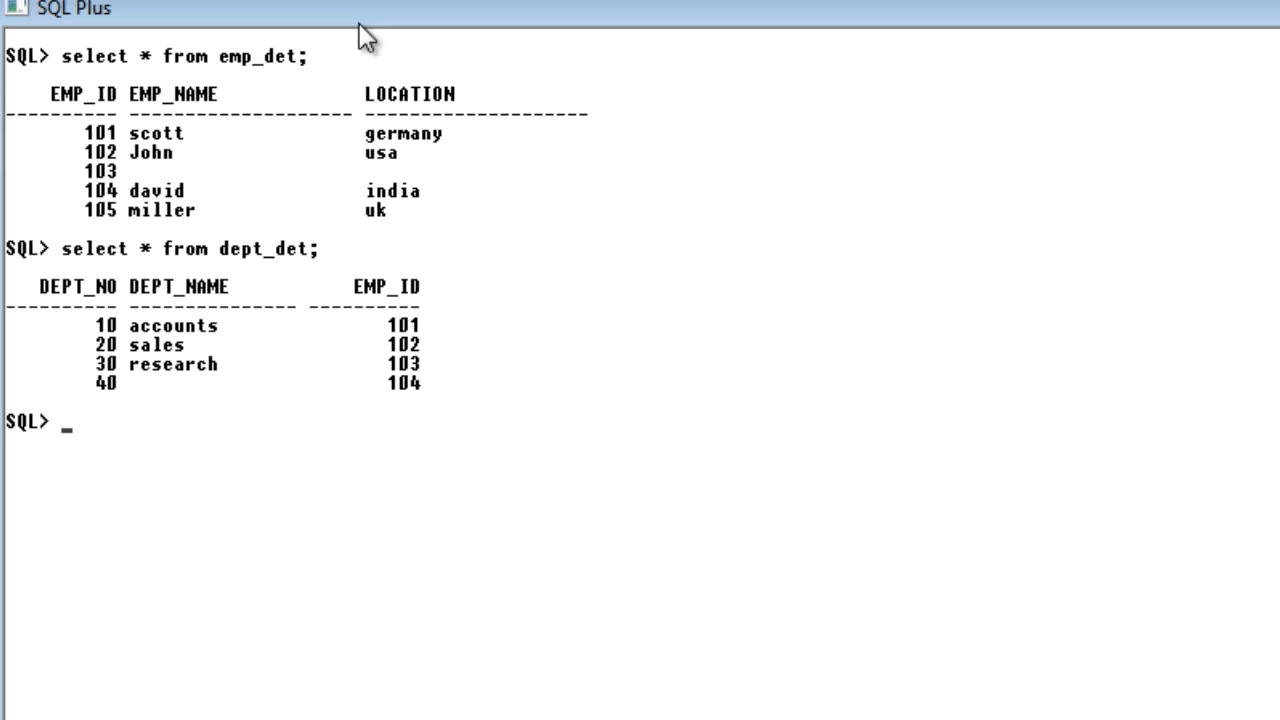 SQL Plus
SQL> select * from emp_det;
EMP_ID EMP_NAME LOCATION
---------- -------------------- --------------------
101 scott germany
102 John usa
103
104 david india
105 miller uk
SQL> select * from dept_det;
DEPT_NO DEPT_NAME EMP_ID
---------- --------------- ----------
10 accounts 101
20 sales 102
30 research 103
40 104
SQL> _